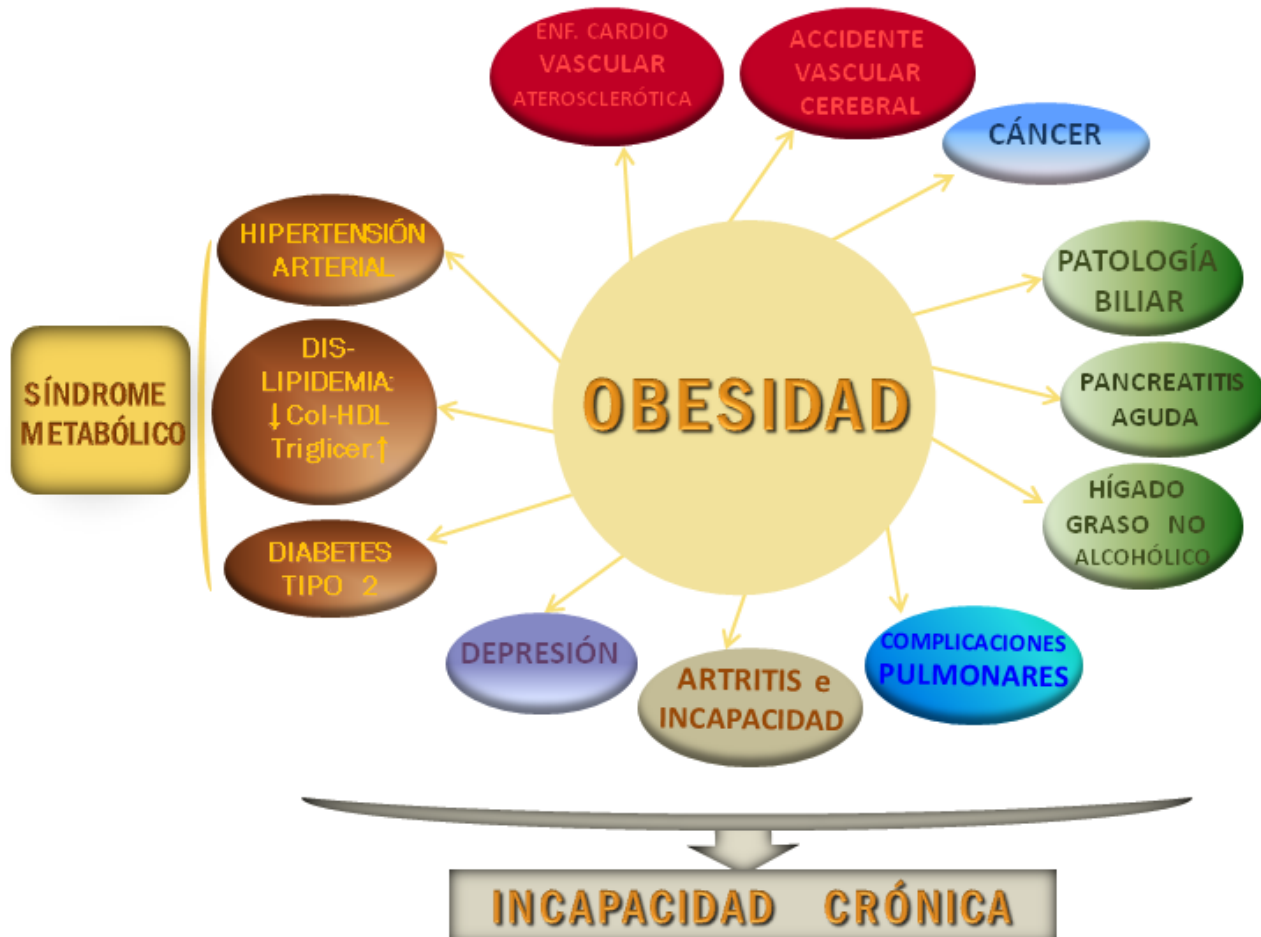 ENF. CARDIO
VASCULAR
ATEROSCLERÓTICA
ACCIDENTE
VASCULAR
CEREBRAL
CÁNCER
HIPERTENSIÓN
ARTERIAL
PATOLOGÍA
BILIAR
DIS-
LIPIDEMIA:
↓Col-HDL
Triglicer.↑
SÍNDROME
METABÓLICO
OBESIDAD
PANCREATITIS
AGUDA
HÍGADO
GRASO NO
ALCOHÓLICO
DIABETES
TIPO 2
DEPRESIÓN
ARTRITIS e
INCAPACIDAD
COMPLICACIONES
PULMONARES
INCAPACIDAD CRÓNICA